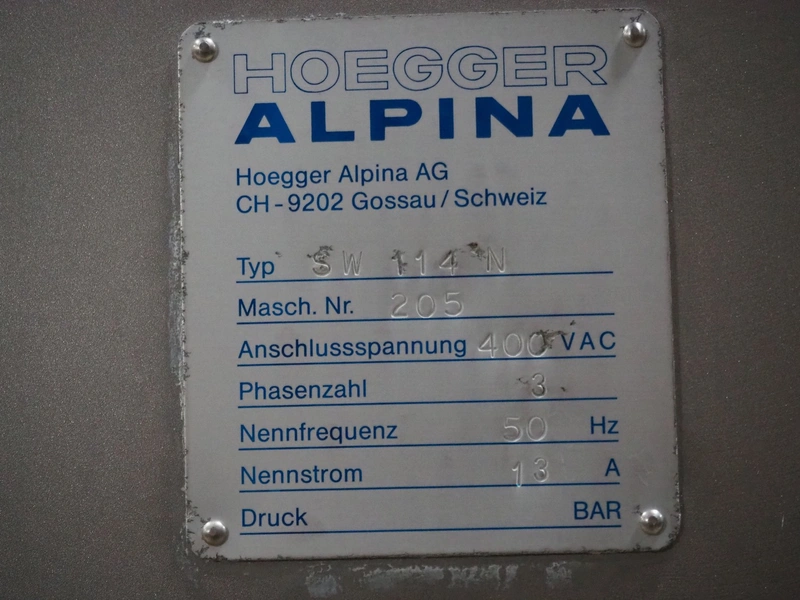 HOEGGER
ALPINA
Hoegger Alpina AG
CH-9202 Gossau/Schweiz
Typ SW 114 N
Masch. Nr. 205
Anschlussspannung 400 VAC
Phasenzahl 3
Nennfrequenz 50 Hz
Nennstrom 13 A
Druck BAR